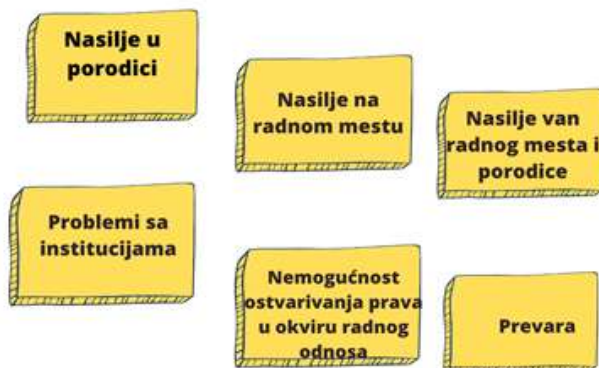 Nasilje u
porodici
Nasilje na
radnom mestu
Nasilje van
radnog mesta i
porodice
Problemi sa
institucijama
Nemogućnost
ostvarivanja prava
u okviru radnog
odnosa
Prevara